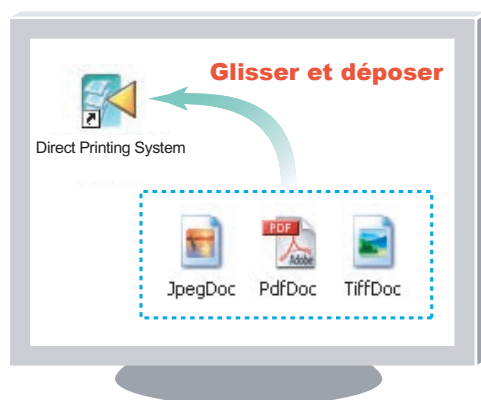 Glisser et déposer
Direct Printing System
PDF
Adobe
JpegDoc PdfDoc TiffDoc